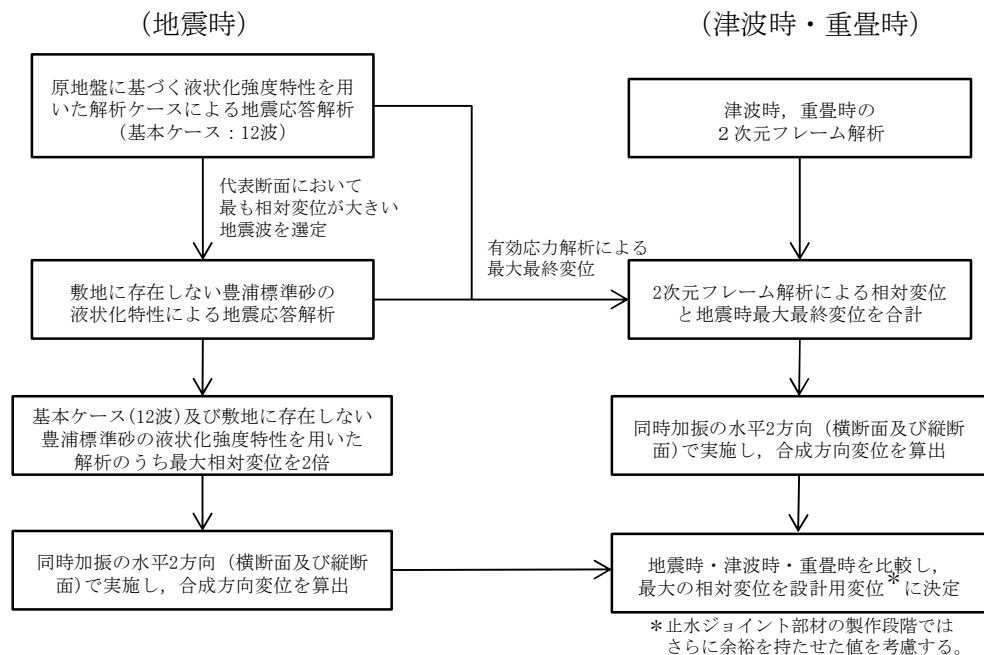 (地震時)
原地盤に基づく液状化強度特性を用
いた解析ケースによる地震応答解析
(基本ケース：12波)
代表断面において
最も相対変位が大きい
地震波を選定
敷地に存在しない豊浦標準砂の
液状化特性による地震応答解析
基本ケース(12波)及び敷地に存在しない
豊浦標準砂の液状化強度特性を用いた
解析のうち最大相対変位を2倍
同時加振の水平2方向（横断面及び縦断
面)で実施し，合成方向変位を算出
有効応力解析による
最大最終変位
(津波時・重畳時)
津波時，重畳時の
２次元フレーム解析
2次元フレーム解析による相対変位
と地震時最大最終変位を合計
同時加振の水平2方向（横断面及び縦断
面)で実施し，合成方向変位を算出
地震時・津波時・重畳時を比較し，
最大の相対変位を設計用変位＊に決定
＊止水ジョイント部材の製作段階では
さらに余裕を持たせた値を考慮する。